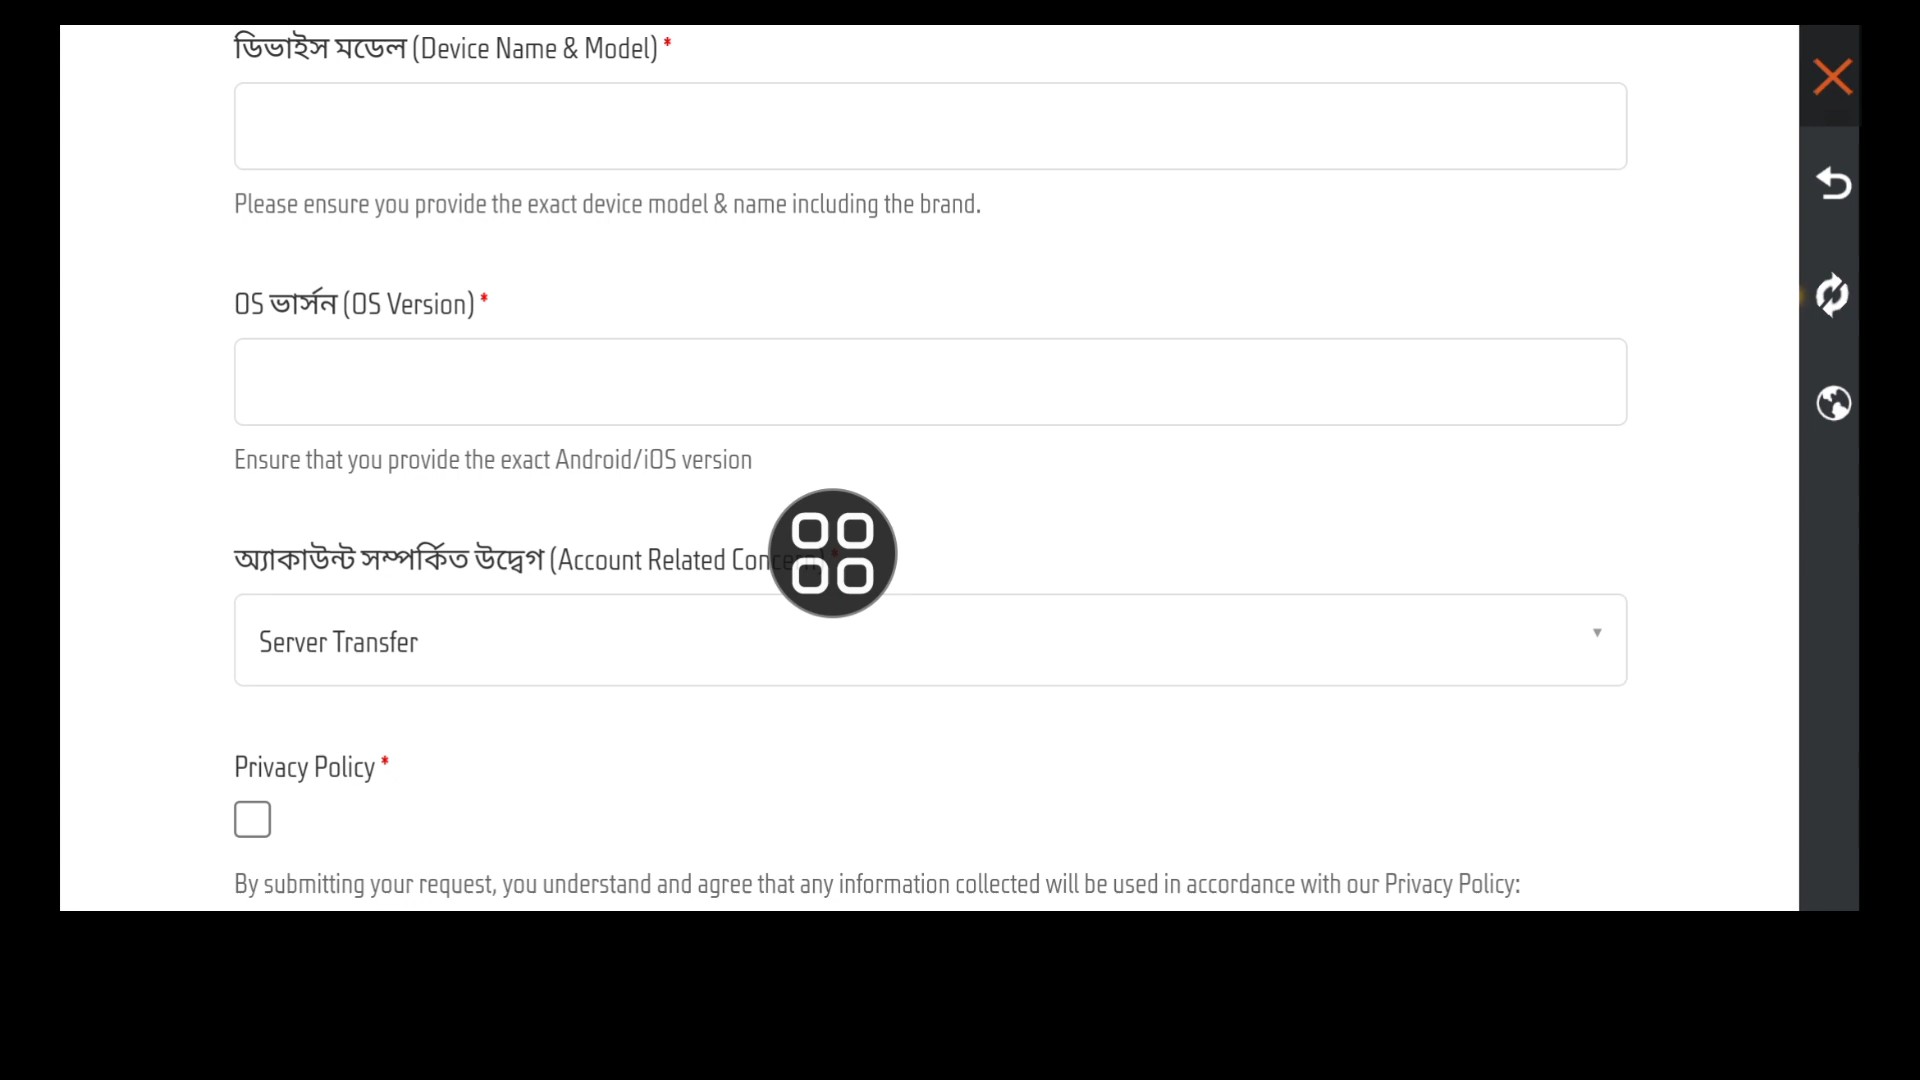 ডিভাইস মডেল (Device Name & Model) *
Please ensure you provide the exact device model & name including the brand.
OS ভার্সন (OS Version) *
Ensure that you provide the exact Android/iOS version
অ্যাকাউন্ট সম্পর্কিত উদ্বেগ (Account Related Concern) *
Server Transfer
Privacy Policy *
By submitting your request, you understand and agree that any information collected will be used in accordance with our Privacy Policy: